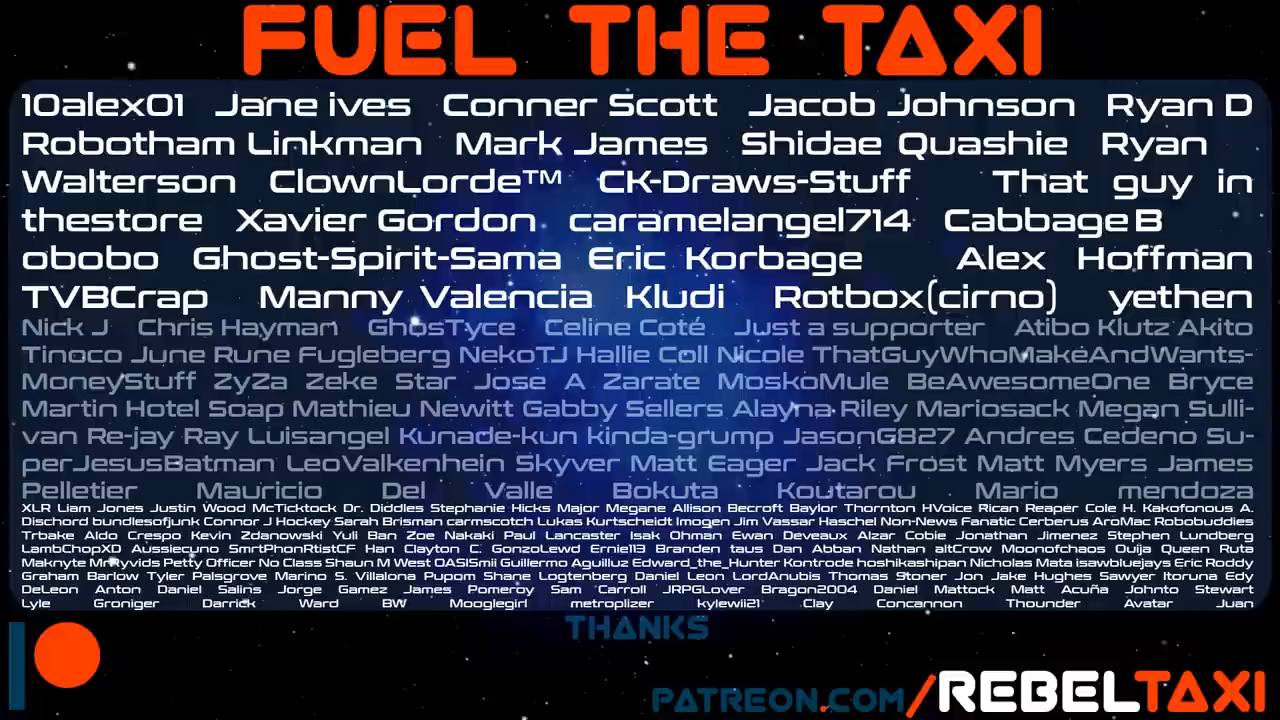 FUEL THE TAXI
10alex01 Jane ives Conner Scott Jacob Johnson Ryan D
Robotham Linkman Mark James Shidae Quashie Ryan
Walterson ClownLorde™ CK-Draws-Stuff That guy in
thestore Xavier Gordon caramelangel714 Cabbage B
obobo Ghost-Spirit-Sama Eric Korbage Alex Hoffman
TVBCrap Manny Valencia Kludi Rotbox(cirno) yethen
Nick J Chris Hayman GhosTyce Celine Coté Just a supporter Atibo Klutz Akito
Tinoco June Rune Fugleberg NekoTJ Hallie Coll Nicole ThatGuyWhoMakeAndWants-
MoneyStuff ZyZa Zeke Star Jose A Zarate MoskoMule BeAwesomeOne Bryce
Martin Hotel Soap Mathieu Newitt Gabby Sellers Alayna Riley Mariosack Megan Sulli-
van Re-jay Ray Luisangel Kunade-kun kinda-grump JasonG827 Andres Cedeno Su-
perJesusBatman LeoValkenhein Skyver Matt Eager Jack Frost Matt Myers James
Pelletier Mauricio Del Valle Bokuta Koutarou Mario mendoza
XLR Liam Jones Justin Wood McTicktock Dr. Diddles Stephanie Hicks Major Megane Allison Becroft Baylor Thornton HVoice Rican Reaper Cole H. Kakofonous A.
Dischord bundlesofjunk Connor J Hockey Sarah Brisman carmscotch Lukas Kurtscheidt Imogen Jim Vassar Haschel Non-News Fanatic Cerberus AroMac Robobuddies
Trbake Aldo Crespo Kevin Zdanowski Yuli Ban Zoe Nakaki Paul Lancaster Isak Ohman Ewan Deveaux Alzar Cobie Jonathan Jimenez Stephen Lundberg
LambChopXD Aussiecuno SmrtPhonRtistCF Han Clayton C. GonzoLewd Ernie113 Branden taus Dan Abban Nathan altCrow Moonofchaos Ouija Queen Ruta
Maknyte MrRyvids Petty Officer No Class Shaun M West OASISmii Guillermo Aguilluz Edward_the_Hunter Kontrode hoshikashipan Nicholas Mata isawbluejays Eric Roddy
Graham Barlow Tyler Palsgrove Marino S. Villalona Pupom Shane Logtenberg Daniel Leon LordAnubis Thomas Stoner Jon Jake Hughes Sawyer Itoruna Edy
DeLeon Anton Daniel Salins Jorge Gamez James Pomeroy Sam Carroll JRPGLover Bragon2004 Daniel Mattock Matt Acuña Johnto Stewart
Lyle Groniger Darrick Ward BW Mooglegirl metroplizer kylewii21 Clay Concannon Thounder Avatar Juan
THANKS
PATREON.COM/REBELTAXI